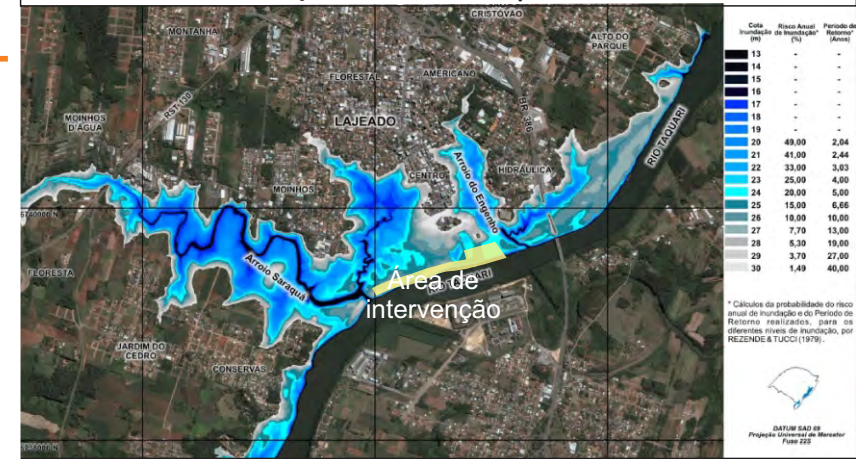 CRISTÓVÃO
MONTANHA
ALTO DO
PARQUE
FLORESTAL
AMERICANO
RST-130
BR - 386
LAJEADO
MOINHOS
D'ÁGUA
RIO TAQUARI
HIDRÁULICA
CENTRO
Arroio do Engenho
MOINHOS
6740000 N
Arroio Saraquá
FLORESTA
RIO TAQUARI
Área de
intervenção
JARDIM DO
CEDRO
CONSERVAS
Cota Inundação (m) Risco Anual de Inundação* (%) Período de Retorno* (Anos)
13 - -
14 - -
15 - -
16 - -
17 - -
18 - -
19 - -
20 49,00 2,04
21 41,00 2,44
22 33,00 3,03
23 25,00 4,00
24 20,00 5,00
25 15,00 6,66
26 10,00 10,00
27 7,70 13,00
28 5,30 19,00
29 3,70 27,00
30 1,49 40,00
* Cálculos da probabilidade do risco
anual de inundação e do Período de
Retorno realizados, para os
diferentes níveis de inundação, por
REZENDE & TUCCI (1979).
DATUM SAD 69
Projeção Universal de Mercator
Fuso 22S